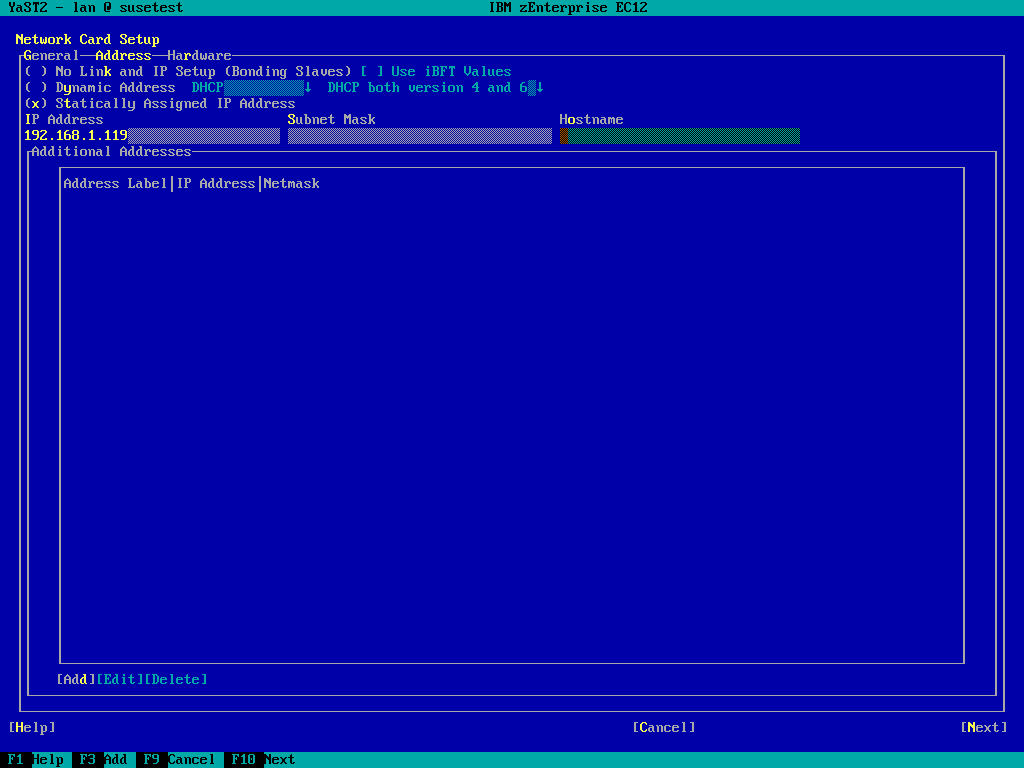 YaST2 - lan @ susetest IBM zEnterprise EC12
Network Card Setup
General Address Hardware
( ) No Link and IP Setup (Bonding Slaves) [ ] Use iBFT Values
( ) Dynamic Address DHCP ↓ DHCP both version 4 and 6 ↓
(x) Statically Assigned IP Address
IP Address Subnet Mask Hostname
192.168.1.119
Additional Addresses
Address Label|IP Address|Netmask
[Add][Edit][Delete]
[Help] [Cancel] [Next]
F1 Help F3 Add F9 Cancel F10 Next